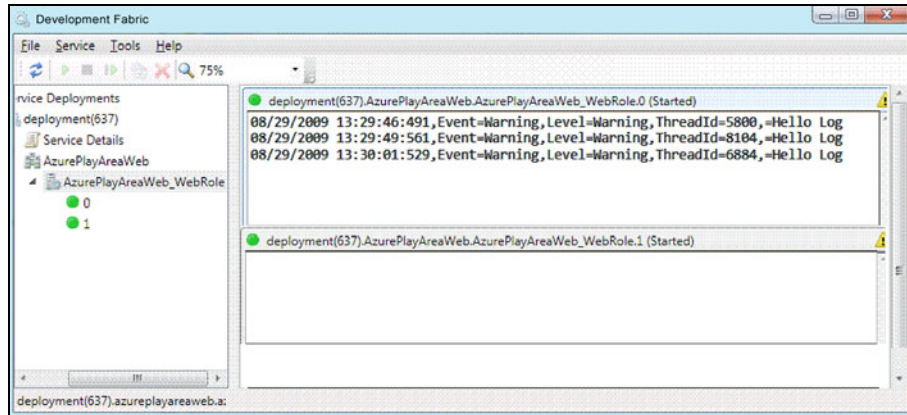 Development Fabric
File Service Tools Help
75%
rvice Deployments
deployment(637)
Service Details
AzurePlayAreaWeb
AzurePlayAreaWeb_WebRole
0
1
deployment(637).AzurePlayAreaWeb.AzurePlayAreaWeb_WebRole.0 (Started)
08/29/2009 13:29:46:491,Event=Warning,Level=Warning,ThreadId=5800,=Hello Log
08/29/2009 13:29:49:561,Event=Warning,Level=Warning,ThreadId=8104,=Hello Log
08/29/2009 13:30:01:529,Event=Warning,Level=Warning,ThreadId=6884,=Hello Log
deployment(637).AzurePlayAreaWeb.AzurePlayAreaWeb_WebRole.1 (Started)
deployment(637).azureplayareaweb.a: